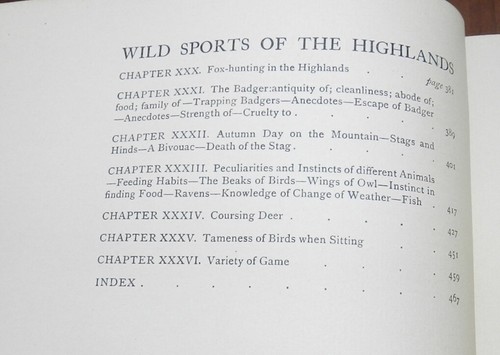 WILD SPORTS OF THE HIGHLANDS
page
CHAPTER XXX. Fox-hunting in the Highlands . . 381
CHAPTER XXXI. The Badger: antiquity of; cleanliness; abode of;
food; family of—Trapping Badgers—Anecdotes—Escape of Badger
—Anecdotes—Strength of—Cruelty to . . . . 389
CHAPTER XXXII. Autumn Day on the Mountain—Stags and
Hinds—A Bivouac—Death of the Stag . . . . 401
CHAPTER XXXIII. Peculiarities and Instincts of different Animals
—Feeding Habits—The Beaks of Birds—Wings of Owl—Instinct in
finding Food—Ravens—Knowledge of Change of Weather—Fish . 417
CHAPTER XXXIV. Coursing Deer . . . . 427
CHAPTER XXXV. Tameness of Birds when Sitting . . 451
CHAPTER XXXVI. Variety of Game . . . 459
INDEX . . . . . . . . 467